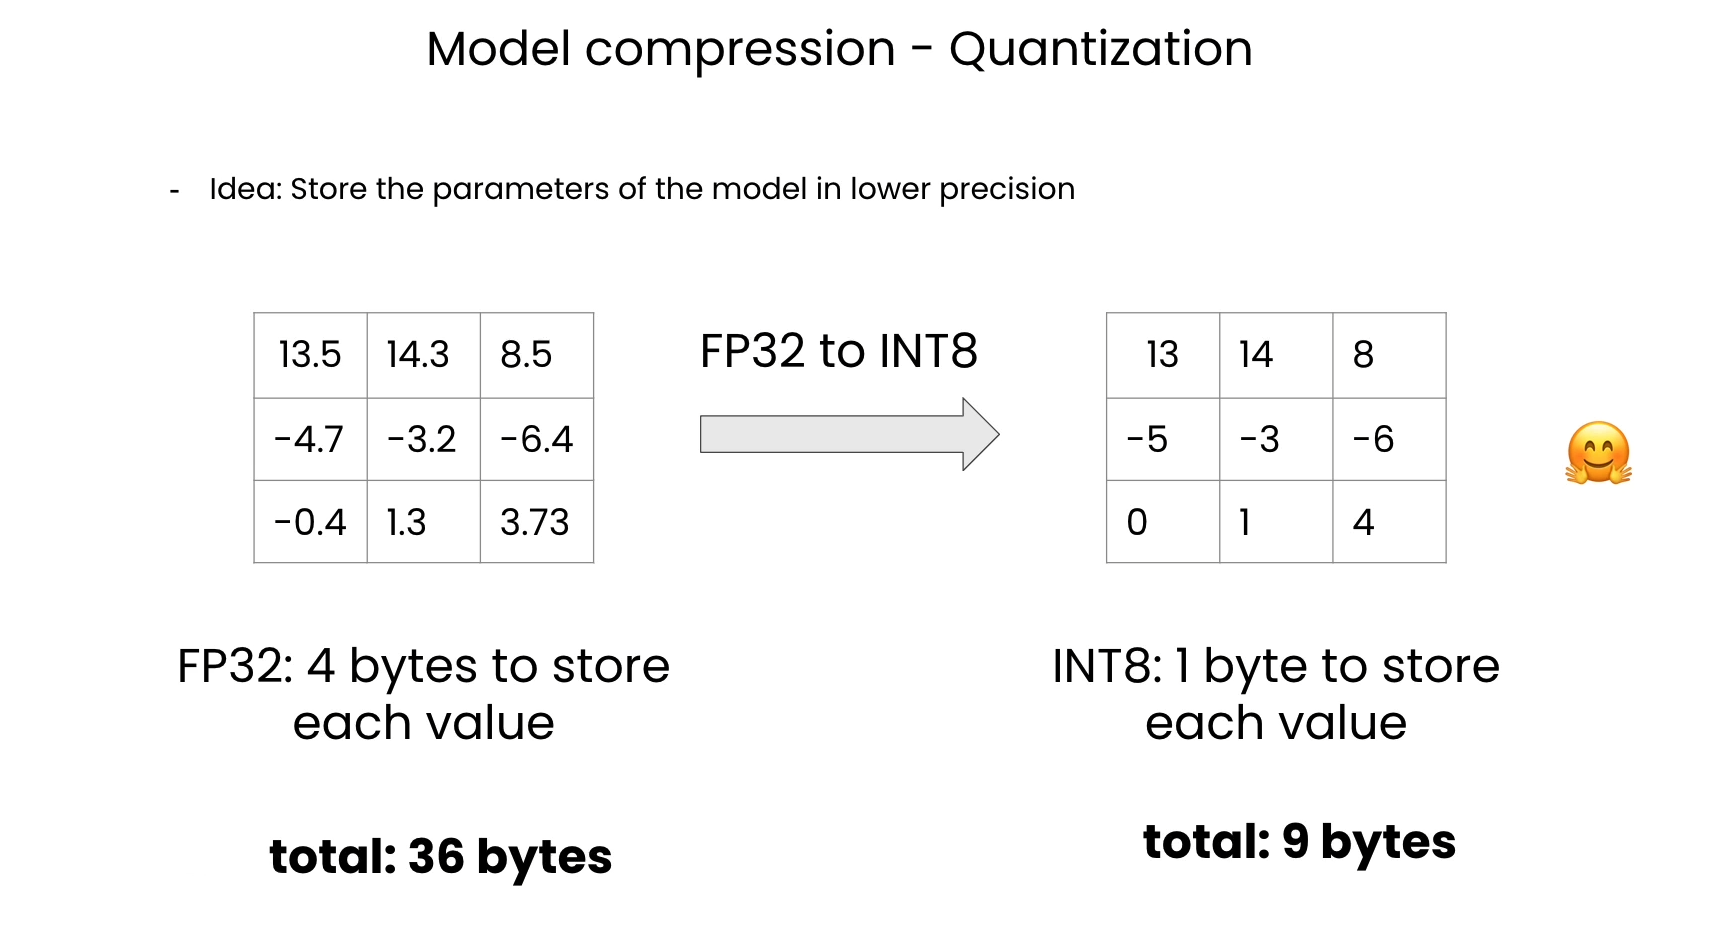 Model compression - Quantization
- Idea: Store the parameters of the model in lower precision
13.5 14.3 8.5
-4.7 -3.2 -6.4
-0.4 1.3 3.73
FP32 to INT8
13 14 8
-5 -3 -6
0 1 4
FP32: 4 bytes to store
each value
total: 36 bytes
INT8: 1 byte to store
each value
total: 9 bytes